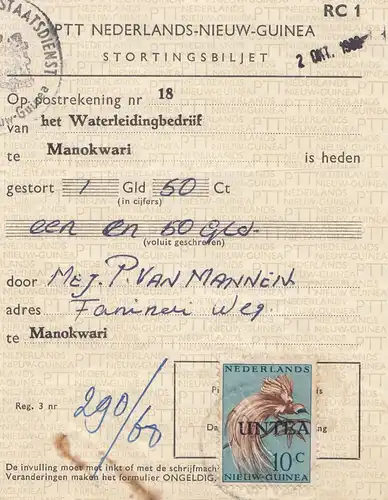 RC 1
STAATSDIENST
PTT NEDERLANDS-NIEUW-GUINEA
STORTINGSBILJET
2 OKT.
Op postrekening nr 18
van het Waterleidingbedrijf
te Manokwari is heden
gestort 1 Gld 50 Ct
(in cijfers)
een en 50 Gld.
(voluit geschreven)
door Mej. P. VAN MANNEN
adres Fanineri Weg
te Manokwari
NEDERLANDS
UNTEA
10 C
NIEUW-GUINEA
Reg. 3 nr 290/60
De invulling moet met inkt of met de schrijfmach
Veranderingen maken het formulier ONGELDIG.